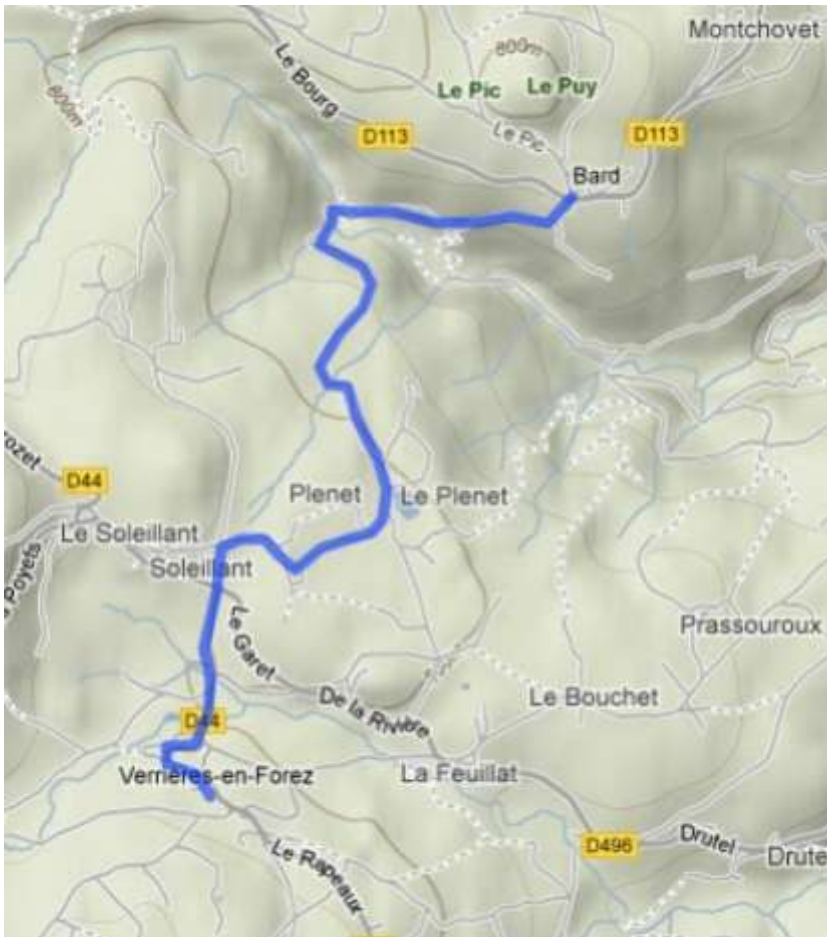 Montchovet
800m
Le Bourg
Le Pic
Le Puy
800m
Le Pic
D113
D113
Bard
D44
Plenet
Le Plenet
Le Soleillant
Soleillant
Poyets
Le Garet
Prassouroux
De la Rivière
Le Bouchet
D44
Verrières-en-Forez
La Feuillat
D496
Drutel
Le Rapeaux